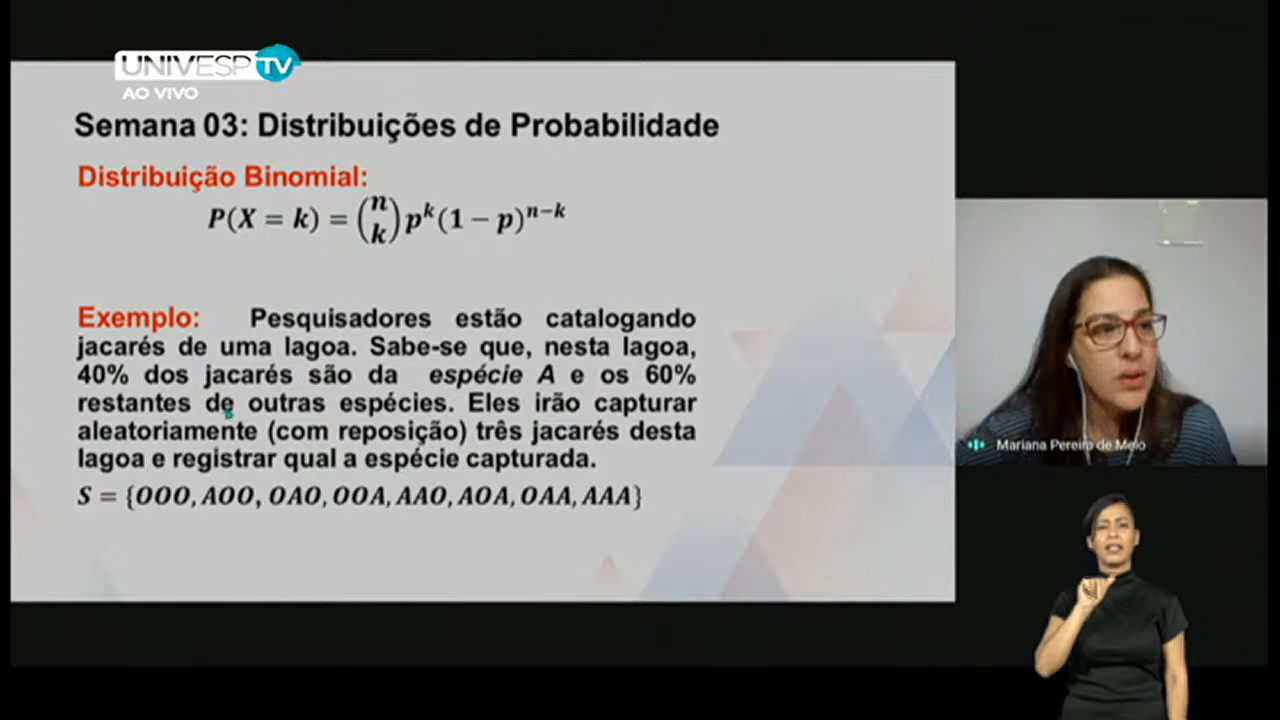 UNIVESP TV
AO VIVO
Semana 03: Distribuições de Probabilidade
Distribuição Binomial:
P(X = k) = (n k) p^k (1 − p)^{n−k}
Exemplo: Pesquisadores estão catalogando
jacarés de uma lagoa. Sabe-se que, nesta lagoa,
40% dos jacarés são da espécie A e os 60%
restantes de outras espécies. Eles irão capturar
aleatoriamente (com reposição) três jacarés desta
lagoa e registrar qual a espécie capturada.
S = {OOO, AOO, OAO, OOA, AAO, AOA, OAA, AAA}
Mariana Pereira de Melo